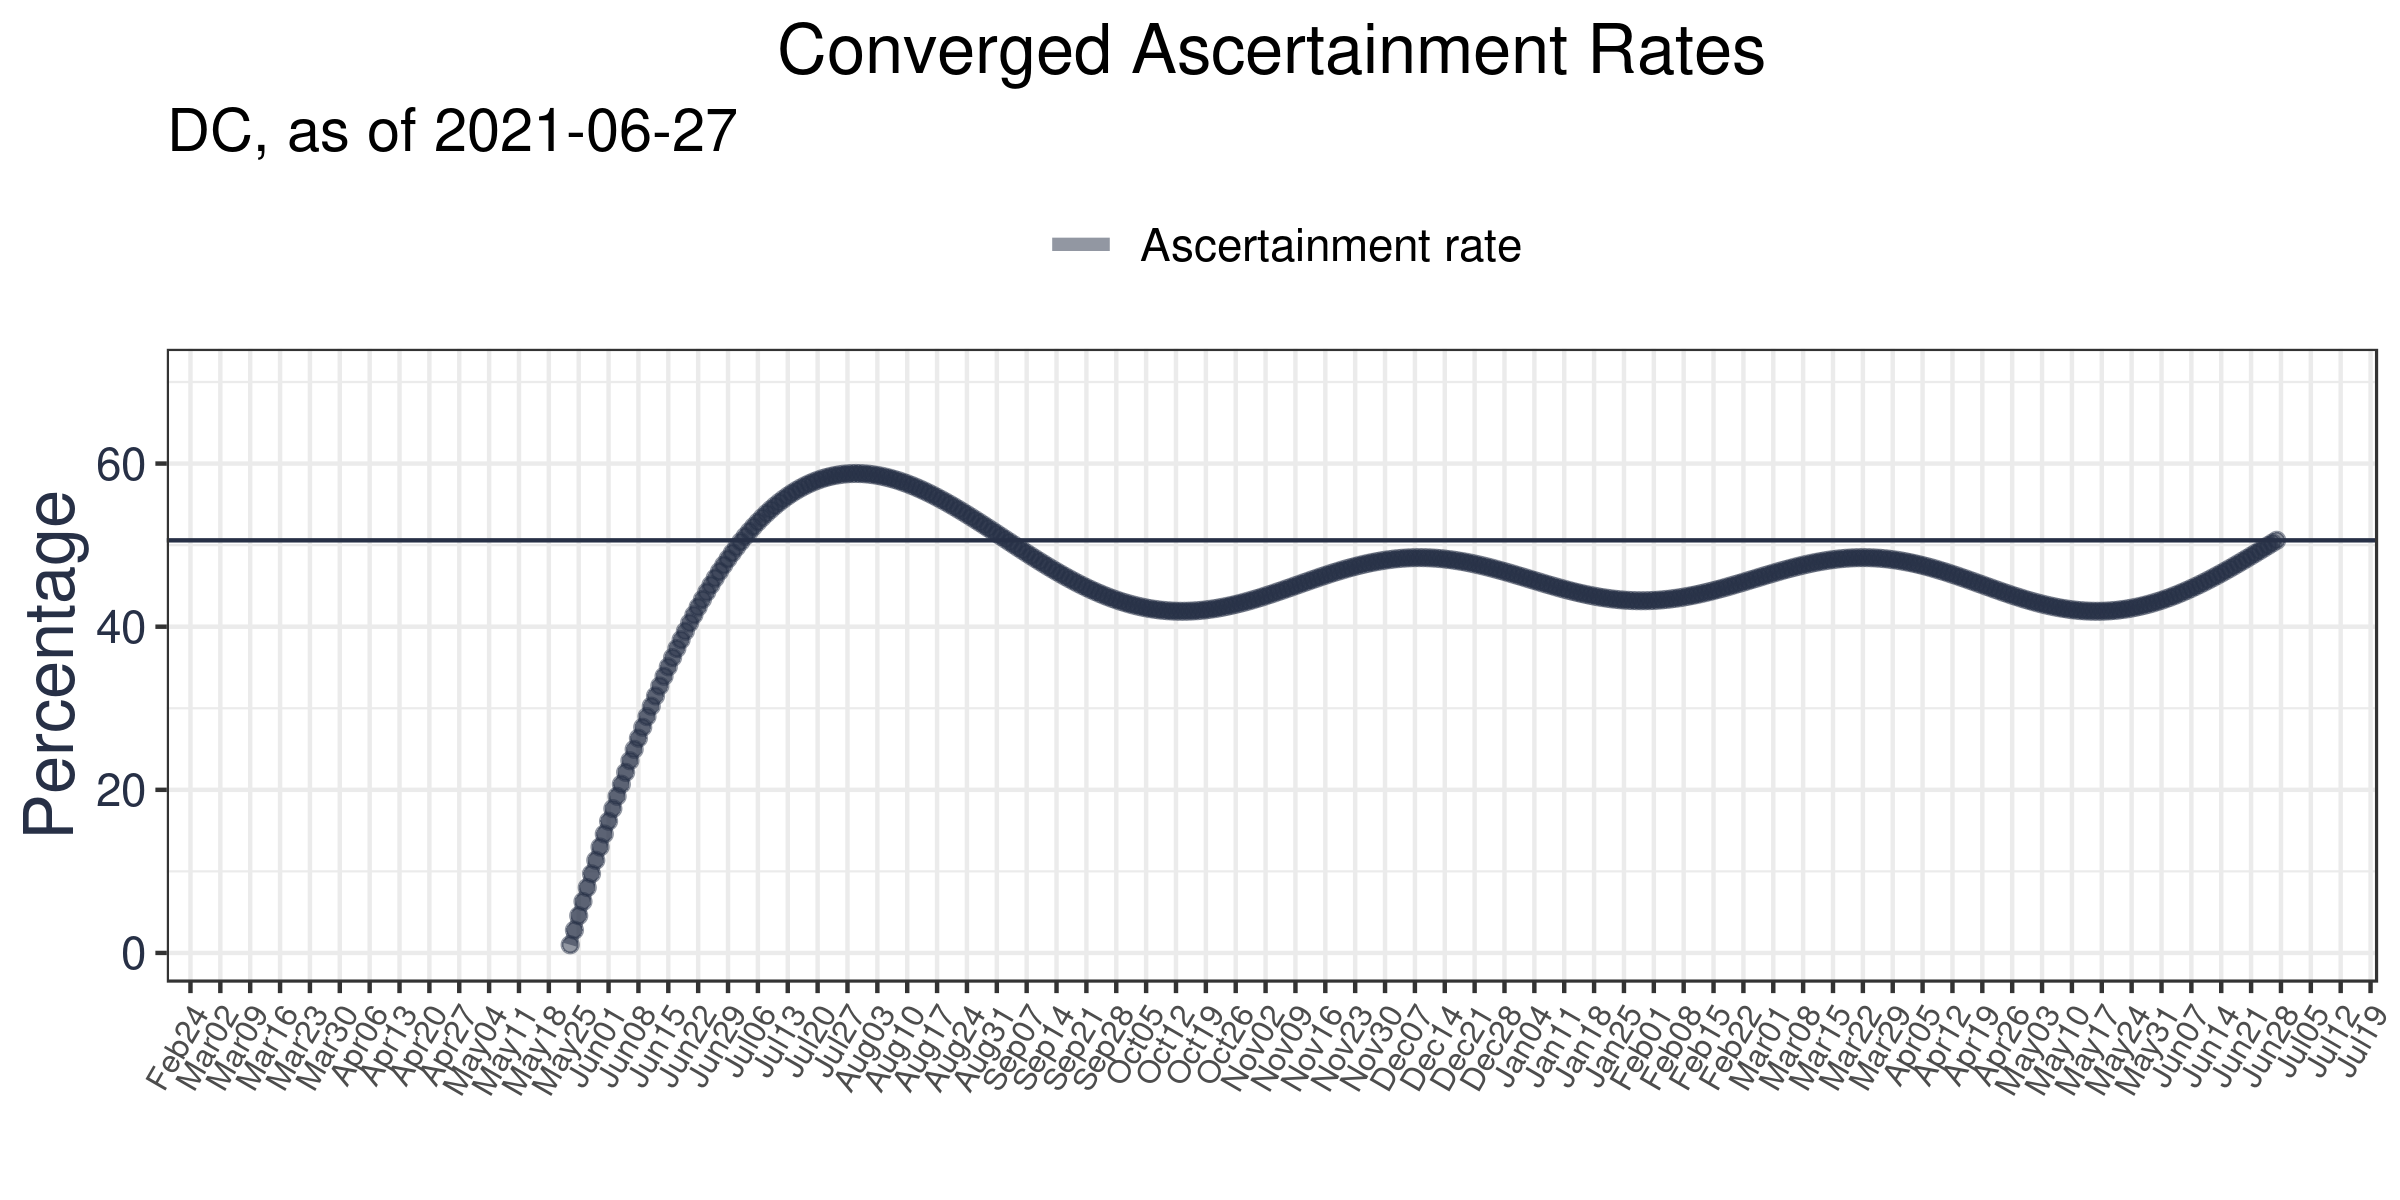 Converged Ascertainment Rates
DC, as of 2021-06-27
Ascertainment rate
Percentage
60
40
20
0
Feb24 Mar02 Mar09 Mar16 Mar23 Mar30 Apr06 Apr13 Apr20 Apr27 May04 May11 May18 May25 Jun01 Jun08 Jun15 Jun22 Jun29 Jul06 Jul13 Jul20 Jul27 Aug03 Aug10 Aug17 Aug24 Aug31 Sep07 Sep14 Sep21 Sep28 Oct05 Oct12 Oct19 Oct26 Nov02 Nov09 Nov16 Nov23 Nov30 Dec07 Dec14 Dec21 Dec28 Jan04 Jan11 Jan18 Jan25 Feb01 Feb08 Feb15 Feb22 Mar01 Mar08 Mar15 Mar22 Mar29 Apr05 Apr12 Apr19 Apr26 May03 May10 May17 May24 May31 Jun07 Jun14 Jun21 Jun28 Jul05 Jul12 Jul19